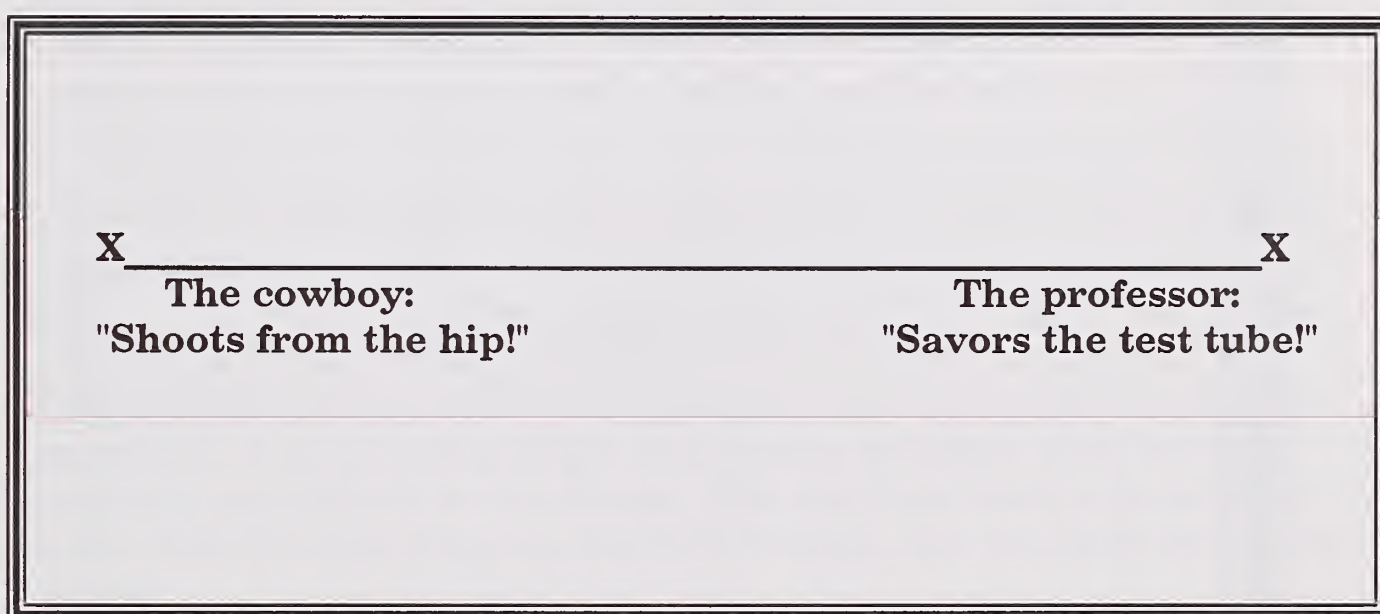 X X
The cowboy: The professor:
"Shoots from the hip!" "Savors the test tube!"